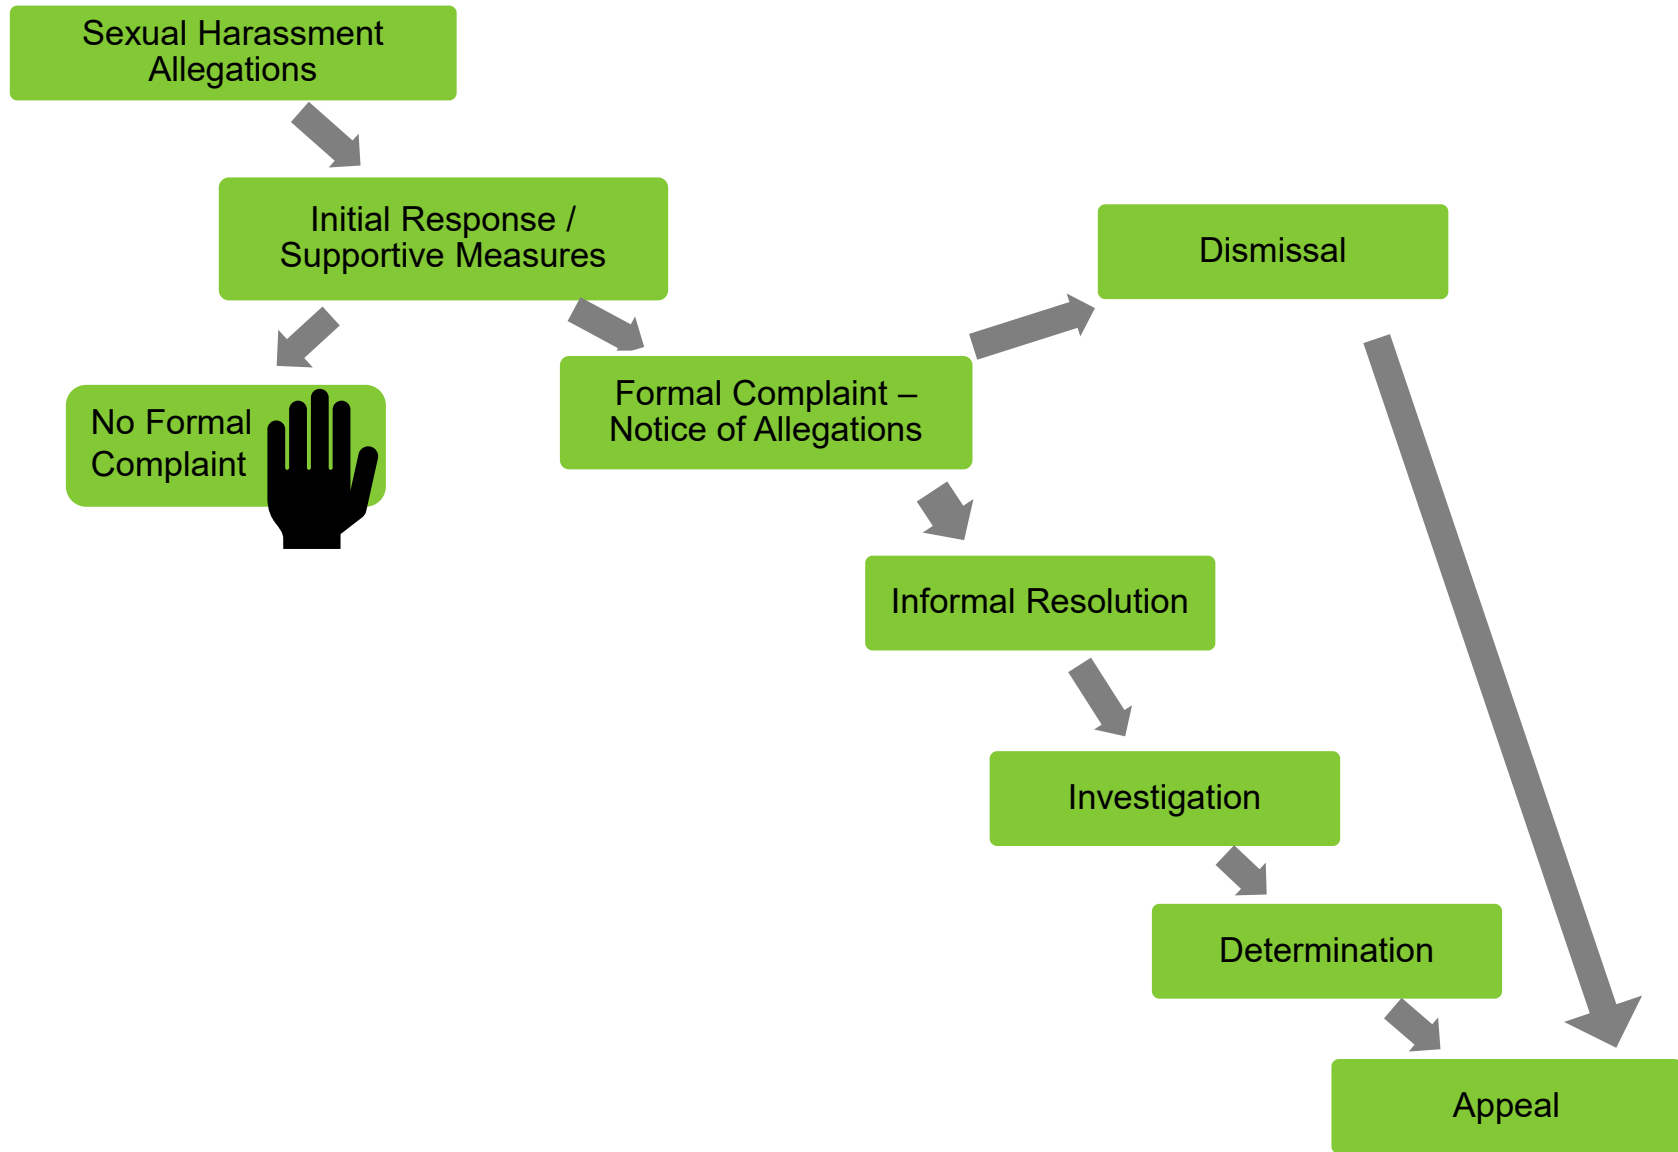 Sexual Harassment
Allegations
Initial Response /
Supportive Measures
Dismissal
No Formal
Complaint
Formal Complaint –
Notice of Allegations
Informal Resolution
Investigation
Determination
Appeal